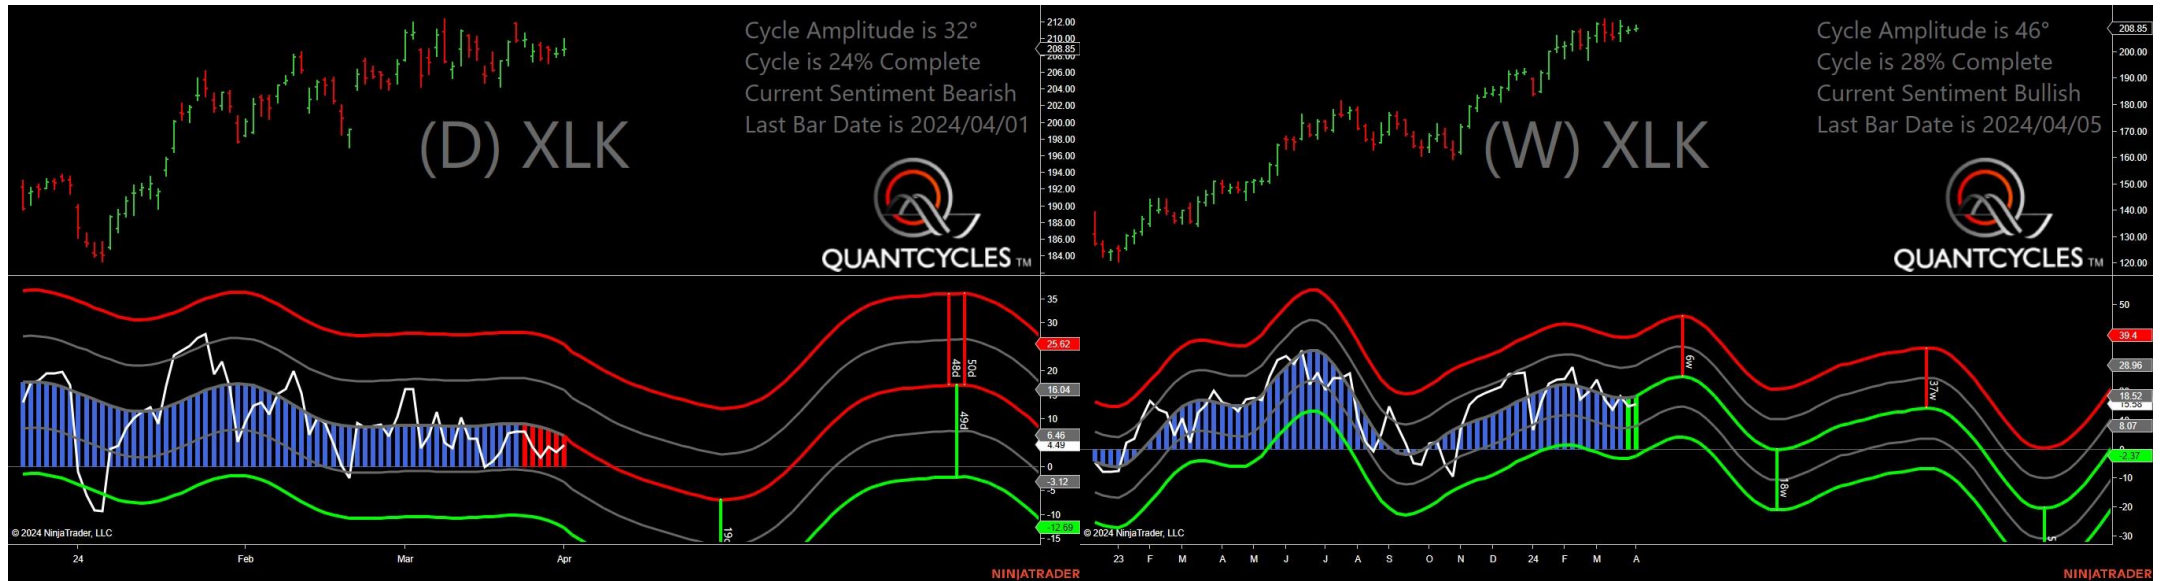 Cycle Amplitude is 32°
Cycle is 24% Complete
Current Sentiment Bearish
Last Bar Date is 2024/04/01
(D) XLK
QUANTCYCLES TM
212.00
210.00
208.85
208.00
206.00
204.00
202.00
200.00
198.00
196.00
194.00
192.00
190.00
188.00
186.00
184.00
35
30
25.62
20
16.04
10
6.46
4.49
0
-3.12
-5
-10
-12.69
-15
48d
50d
49d
© 2024 NinjaTrader, LLC
24 Feb Mar Apr
NINJATRADER
Cycle Amplitude is 46°
Cycle is 28% Complete
Current Sentiment Bullish
Last Bar Date is 2024/04/05
(W) XLK
QUANTCYCLES TM
208.85
200.00
190.00
180.00
170.00
160.00
150.00
140.00
130.00
120.00
50
39.4
28.96
18.52
8.07
-2.37
-10
-20
-30
6w
18w
37w
© 2024 NinjaTrader, LLC
23 F M A M J J A S O N D 24 F M A
NINJATRADER